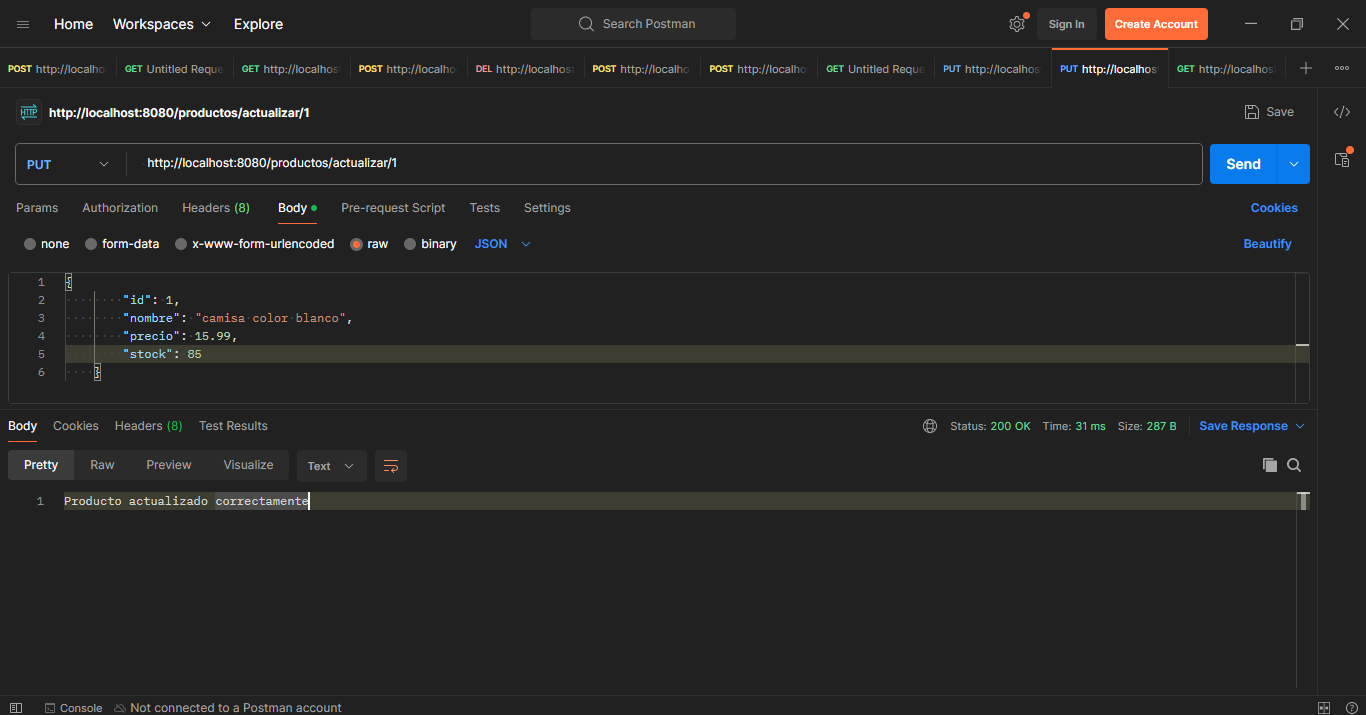 Home Workspaces Explore Search Postman Sign In Create Account
POST http://localho GET Untitled Reque GET http://localhost POST http://localho DEL http://localhost POST http://localho POST http://localho GET Untitled Reque PUT http://localhos PUT http://localhos GET http://localhos
HTTP http://localhost:8080/productos/actualizar/1 Save
PUT http://localhost:8080/productos/actualizar/1 Send
Params Authorization Headers (8) Body Pre-request Script Tests Settings Cookies
none form-data x-www-form-urlencoded raw binary JSON Beautify
1 {
2 "id": 1,
3 "nombre": "camisa color blanco",
4 "precio": 15.99,
5 "stock": 85
6 }
Body Cookies Headers (8) Test Results Status: 200 OK Time: 31 ms Size: 287 B Save Response
Pretty Raw Preview Visualize Text
1 Producto actualizado correctamente
Console Not connected to a Postman account